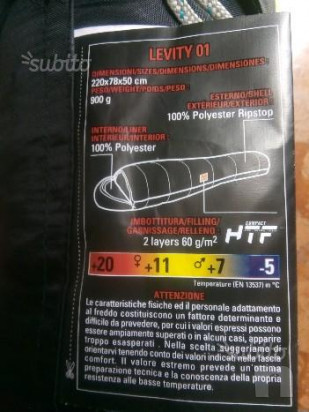 subito
LEVITY 01
DIMENSIONI/SIZES/DIMENSIONS/DIMENSIONES:
220x78x50 cm
PESO/WEIGHT/POIDS/PESO
900 g
ESTERNO/SHELL
EXTÉRIEUR/EXTERIOR:
100% Polyester Ripstop
INTERNO/LINER
INTÉRIEUR/INTERIOR
100% Polyester
IMBOTTITURA/FILLING/
GARNISSAGE/RELLENO
2 layers 60 g/m²
COMPACT
HTF
+20 ♀+11 ♂+7 -5
Temperature (EN 13537) in °C
ATTENZIONE
Le caratteristiche fisiche ed il personale adattamento
al freddo costituiscono un fattore determinante e
difficile da prevedere, per cui i valori espressi possono
essere ampiamente superati o in alcuni casi, apparire
troppo esasperati . Nella scelta suggeriamo di
orientarvi tenendo conto dei valori indicati nella fascia
comfort. Il valore estremo prevede un'ottima
preparazione tecnica e la conoscenza della propria
resistenza alle basse temperature.